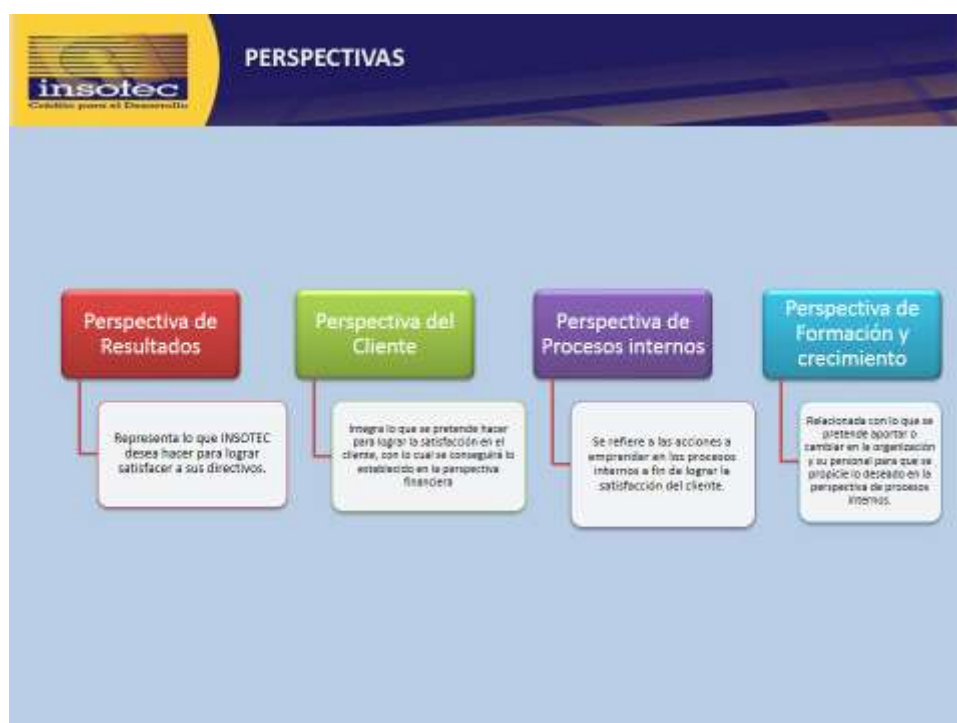 insotec
Crédito para el Desarrollo
PERSPECTIVAS
Perspectiva de
Resultados
Representa lo que INSOTEC
desea hacer para lograr
satisfacer a sus directivos.
Perspectiva del
Cliente
Integra lo que se pretende hacer
para lograr la satisfacción en el
cliente, con lo cual se conseguirá lo
establecido en la perspectiva
financiera
Perspectiva de
Procesos internos
Se refiere a las acciones a
emprender en los procesos
internos a fin de lograr la
satisfacción del cliente.
Perspectiva de
Formación y
crecimiento
Relacionada con lo que se
pretende aportar o
cambiar en la organización
y su personal para que se
propicie lo deseado en la
perspectiva de procesos
internos.